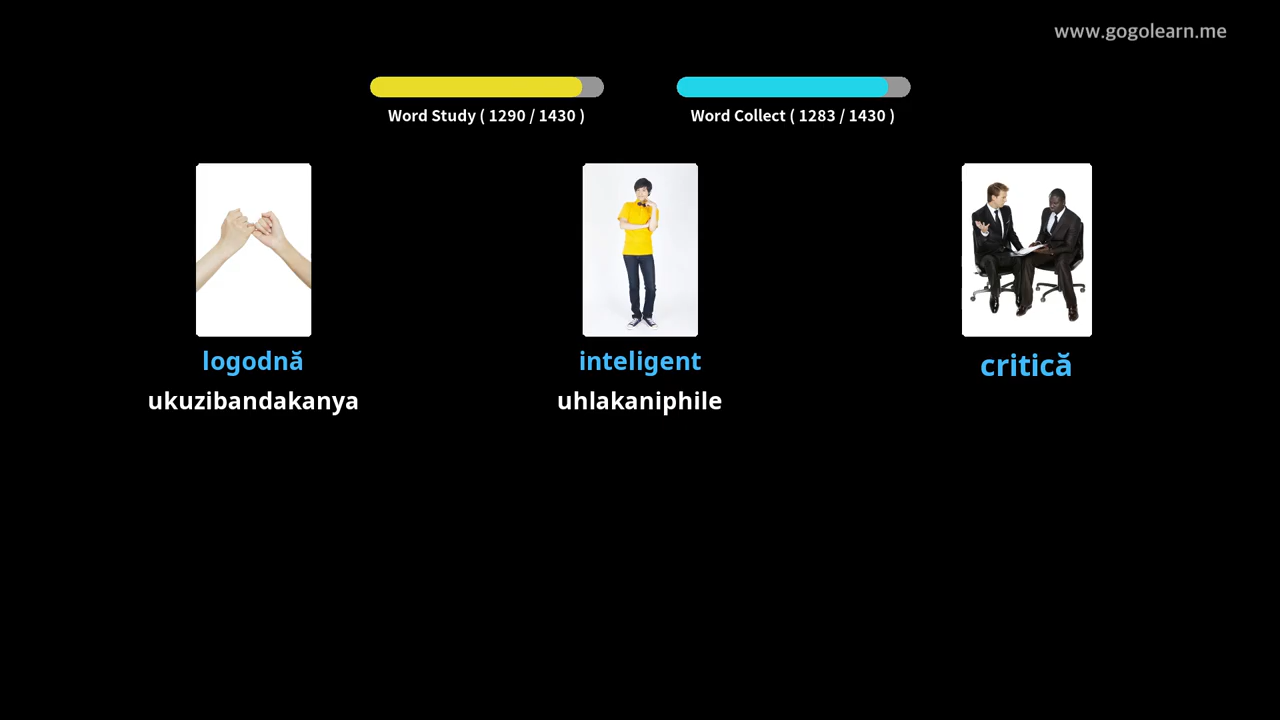 www.gogolearn.me
Word Study ( 1290 / 1430 )
Word Collect ( 1283 / 1430 )
logodnă
inteligent
critică
ukuzibandakanya
uhlakaniphile